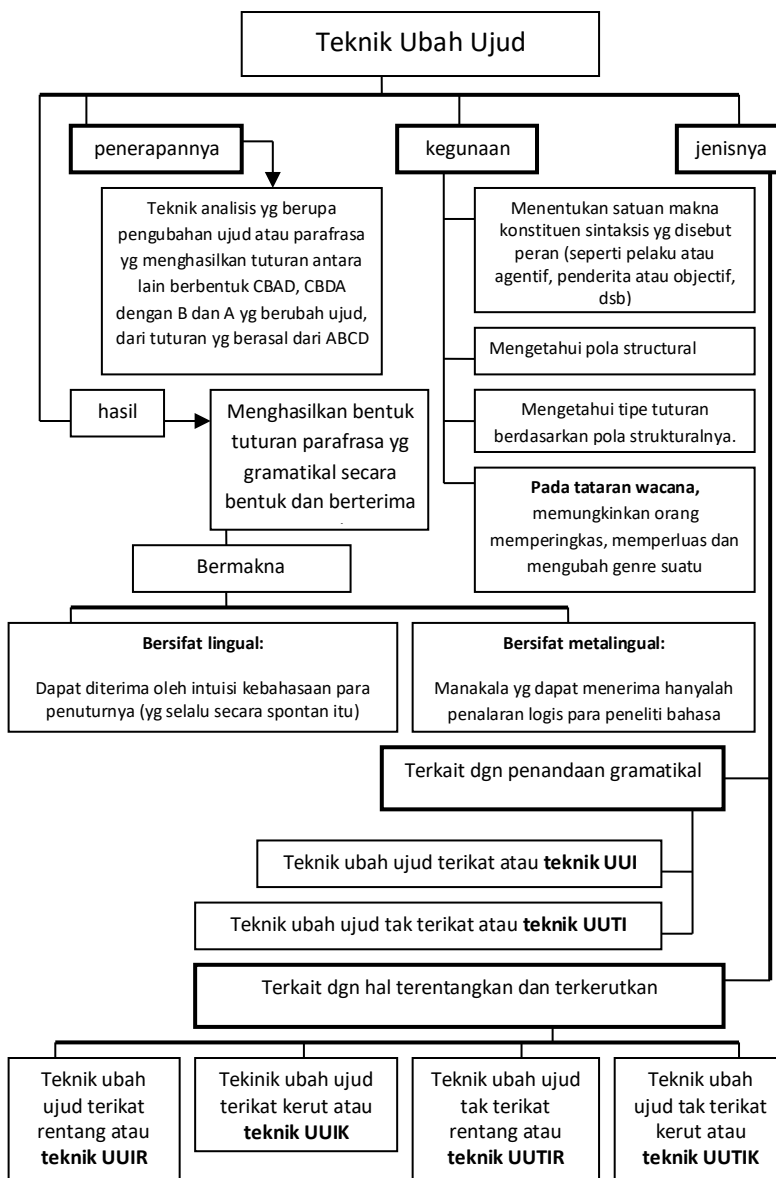 Teknik Ubah Ujud
penerapannya
kegunaan
jenisnya
Teknik analisis yg berupa
pengubahan ujud atau parafrasa
yg menghasilkan tuturan antara
lain berbentuk CBAD, CBDA
dengan B dan A yg berubah ujud,
dari tuturan yg berasal dari ABCD
Menentukan satuan makna
konstituen sintaksis yg disebut
peran (seperti pelaku atau
agentif, penderita atau objectif,
dsb)
Mengetahui pola structural
Mengetahui tipe tuturan
berdasarkan pola strukturalnya.
Pada tataran wacana,
memungkinkan orang
memperingkas, memperluas dan
mengubah genre suatu
hasil
Menghasilkan bentuk
tuturan parafrasa yg
gramatikal secara
bentuk dan berterima
Bermakna
Bersifat lingual:
Dapat diterima oleh intuisi kebahasaan para
penuturnya (yg selalu secara spontan itu)
Bersifat metalingual:
Manakala yg dapat menerima hanyalah
penalaran logis para peneliti bahasa
Terkait dgn penandaan gramatikal
Teknik ubah ujud terikat atau teknik UUI
Teknik ubah ujud tak terikat atau teknik UUTI
Terkait dgn hal terentangkan dan terkerutkan
Teknik ubah
ujud terikat
rentang atau
teknik UUIR
Tekinik ubah ujud
terikat kerut atau
teknik UUIK
Teknik ubah ujud
tak terikat
rentang atau
teknik UUTIR
Teknik ubah
ujud tak terikat
kerut atau
teknik UUTIK